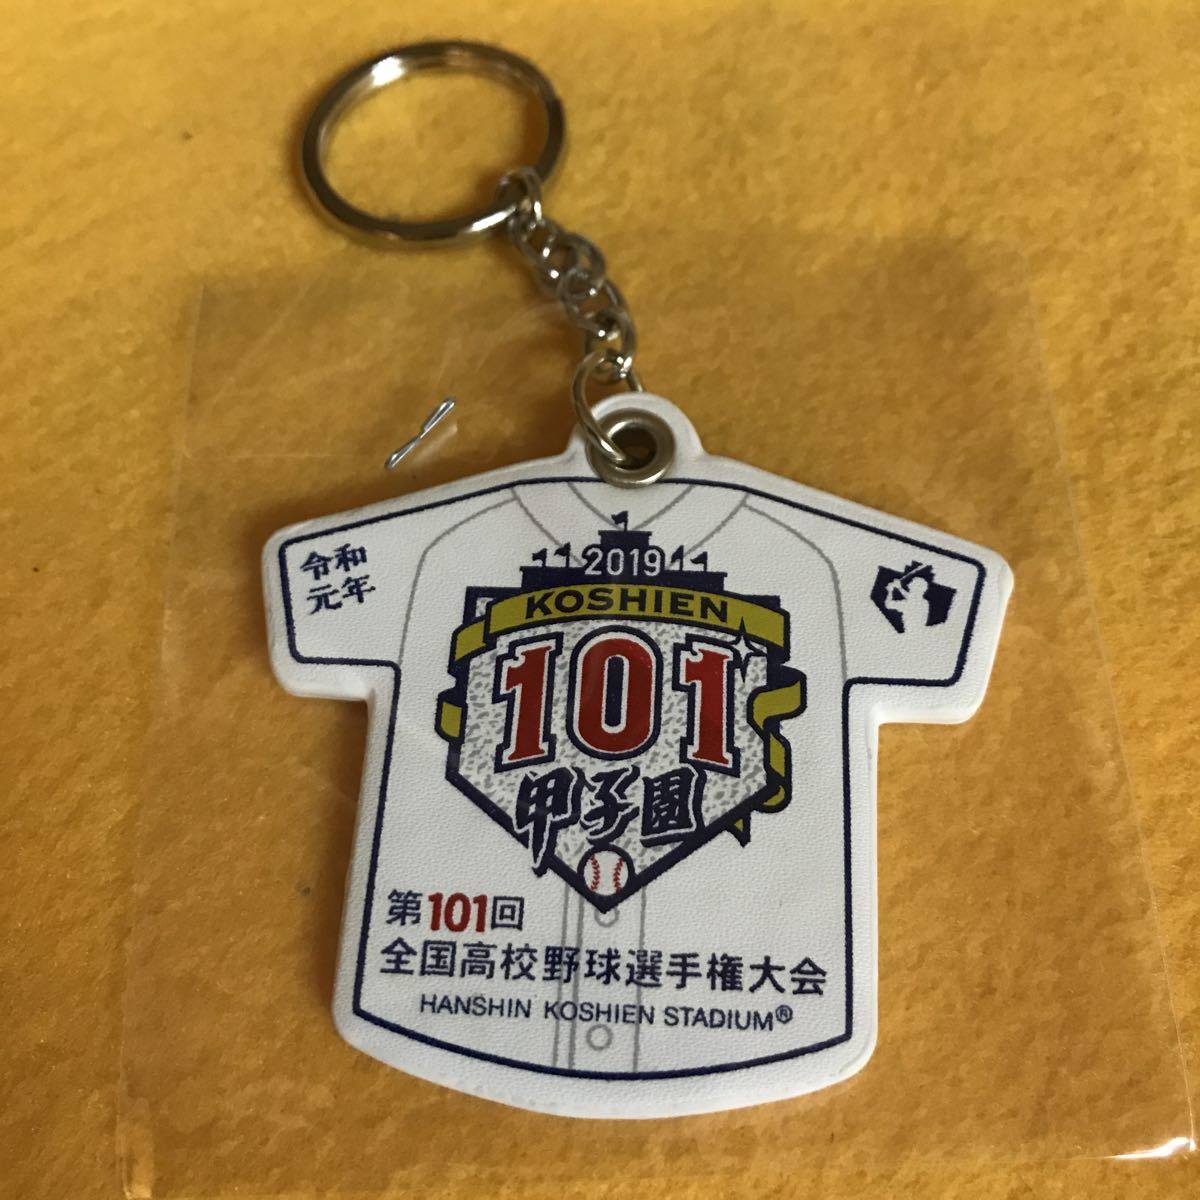 令和
元年
2019
KOSHIEN
101
甲子園
第101回
全国高校野球選手権大会
HANSHIN KOSHIEN STADIUM®